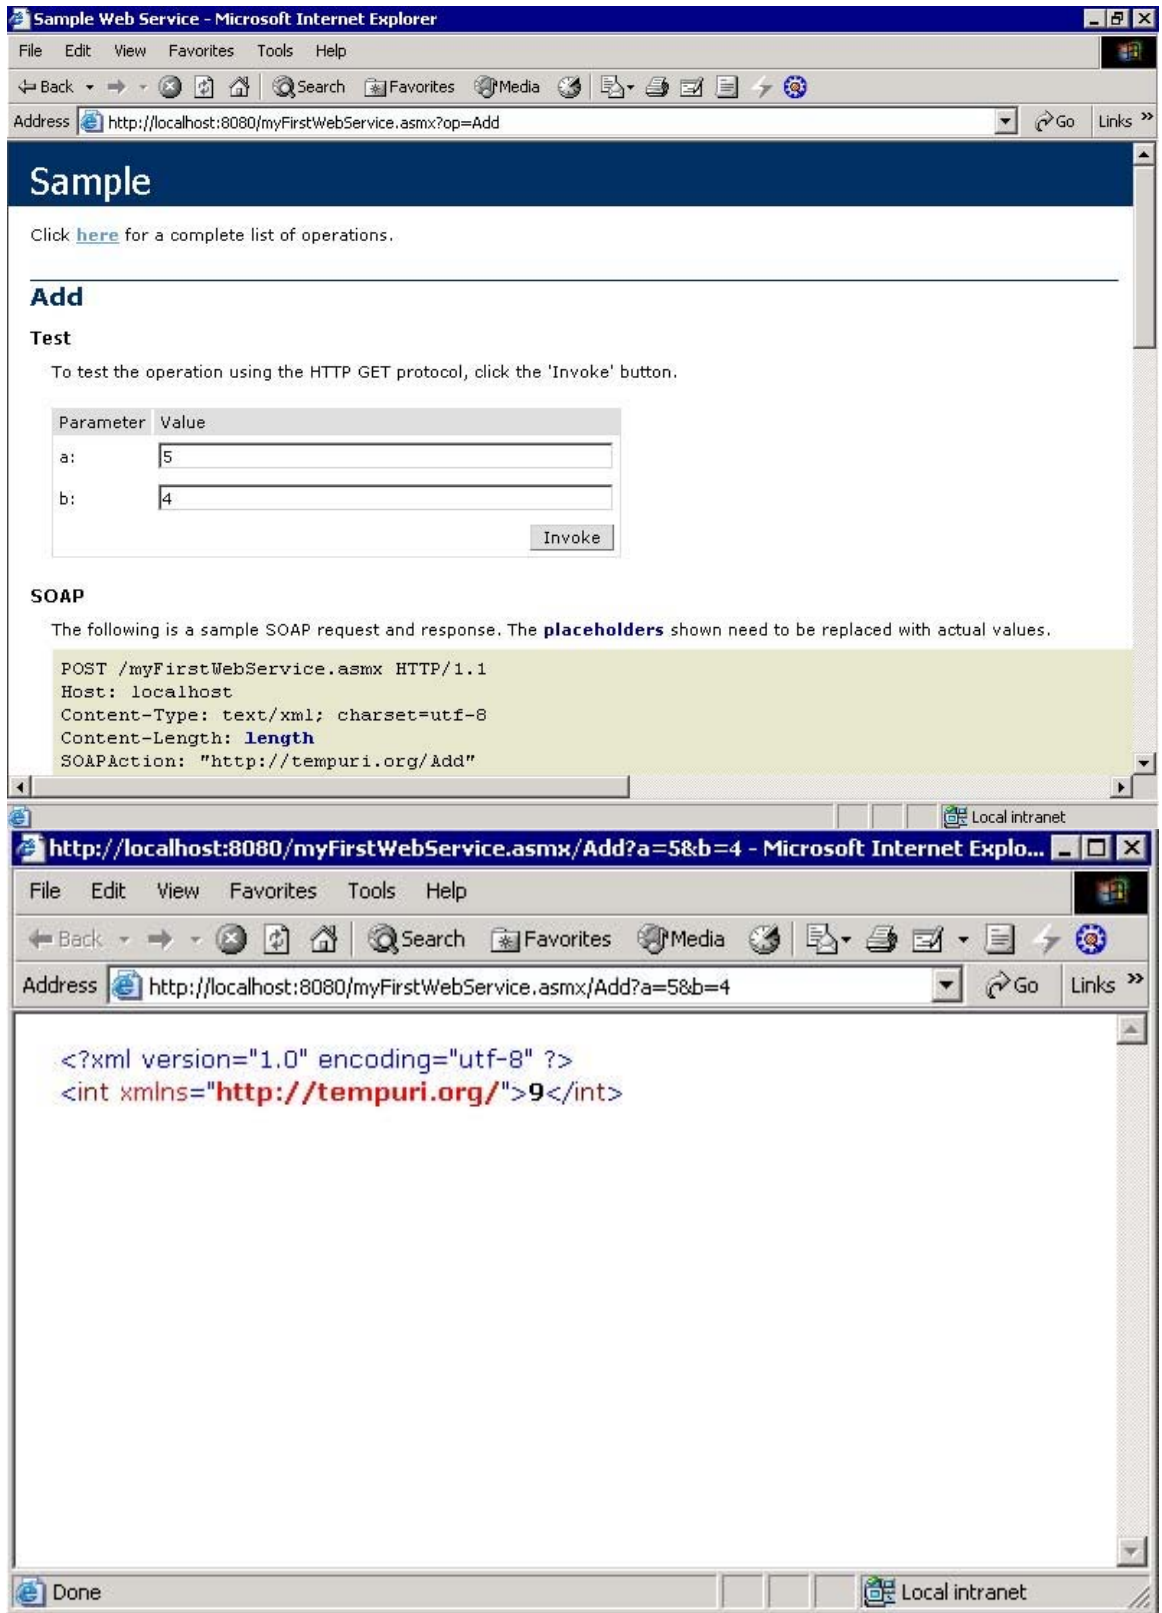 Sample Web Service - Microsoft Internet Explorer
File Edit View Favorites Tools Help
Back Search Favorites Media
Address http://localhost:8080/myFirstWebService.asmx?op=Add Go Links »
Sample
Click here for a complete list of operations.
Add
Test
To test the operation using the HTTP GET protocol, click the 'Invoke' button.
Parameter Value
a: 5
b: 4
Invoke
SOAP
The following is a sample SOAP request and response. The placeholders shown need to be replaced with actual values.
POST /myFirstWebService.asmx HTTP/1.1
Host: localhost
Content-Type: text/xml; charset=utf-8
Content-Length: length
SOAPAction: "http://tempuri.org/Add"
Local intranet
http://localhost:8080/myFirstWebService.asmx/Add?a=5&b=4 - Microsoft Internet Explo...
File Edit View Favorites Tools Help
Back Search Favorites Media
Address http://localhost:8080/myFirstWebService.asmx/Add?a=5&b=4 Go Links »
<?xml version="1.0" encoding="utf-8" ?>
<int xmlns="http://tempuri.org/">9</int>
Done Local intranet